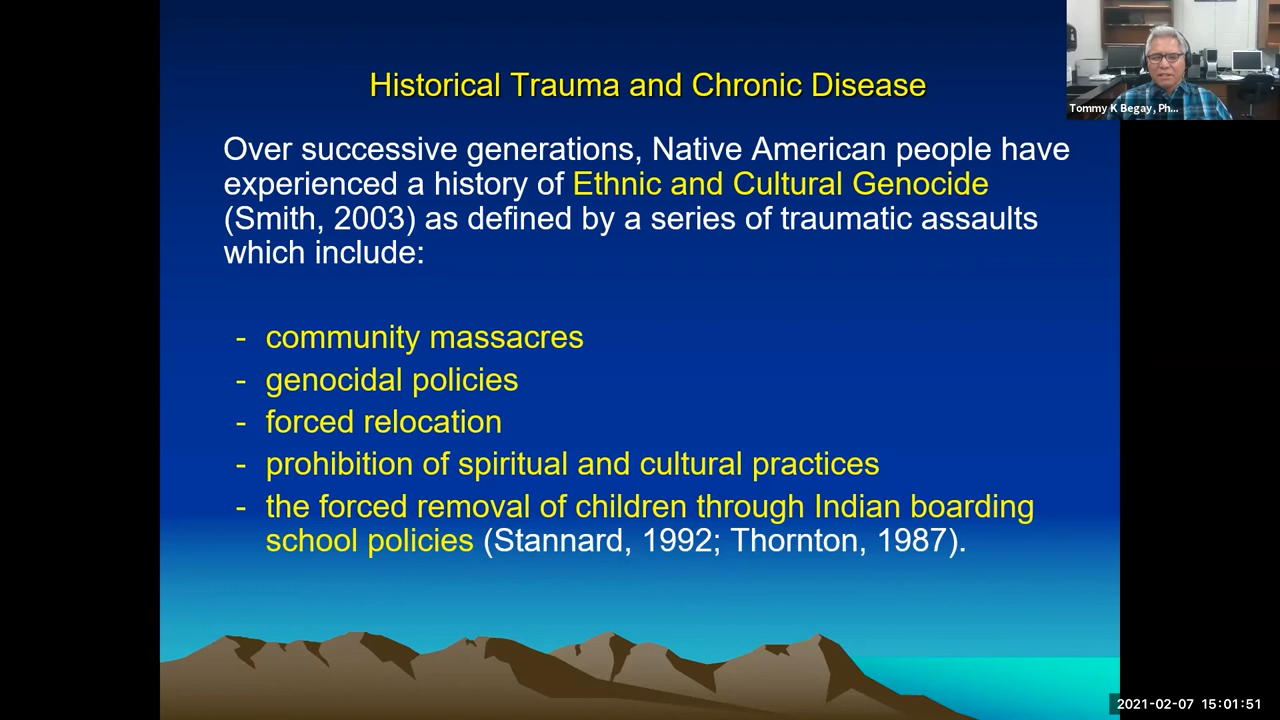 Historical Trauma and Chronic Disease
Tommy K Begay, Ph...
Over successive generations, Native American people have
experienced a history of Ethnic and Cultural Genocide
(Smith, 2003) as defined by a series of traumatic assaults
which include:
- community massacres
- genocidal policies
- forced relocation
- prohibition of spiritual and cultural practices
- the forced removal of children through Indian boarding
school policies (Stannard, 1992; Thornton, 1987).
2021-02-07 15:01:51